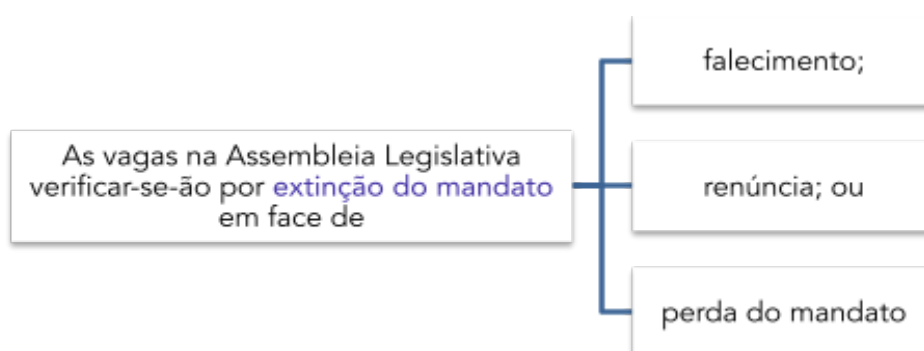 As vagas na Assembleia Legislativa
verificar-se-ão por extinção do mandato
em face de
falecimento;
renúncia; ou
perda do mandato